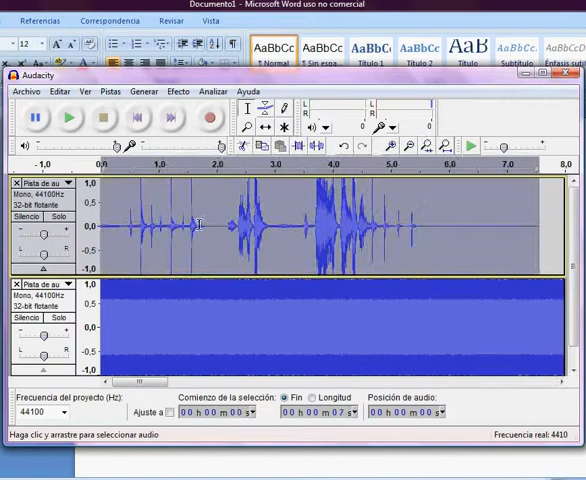 Documento1 - Microsoft Word uso no comercial
Referencias Correspondencia Revisar Vista
12
AaBbCc AaBbCc AaBbC AaBbCc AaB AaBbCc AaBbCc
¶ Normal ¶ Sin espa... Título 1 Título 2 Título Subtítulo
Audacity
Archivo Editar Ver Pistas Generar Efecto Analizar Ayuda
L
R
L
R
0
0
-1,0 0,0 1,0 2,0 3,0 4,0 5,0 6,0 7,0 8,0
Pista de au
Mono, 44100Hz
32-bit flotante
Silencio Solo
- +
L R
1,0
0,5
0,0
-0,5
-1,0
Pista de au
Mono, 44100Hz
32-bit flotante
Silencio Solo
- +
L R
1,0
0,5
0,0
-0,5
-1,0
Frecuencia del proyecto (Hz): Comienzo de la selección: Fin Longitud Posición de audio:
44100 Ajuste a 00 h 00 m 00 s 00 h 00 m 07 s 00 h 00 m 00 s
Haga clic y arrastre para seleccionar audio Frecuencia real: 4410